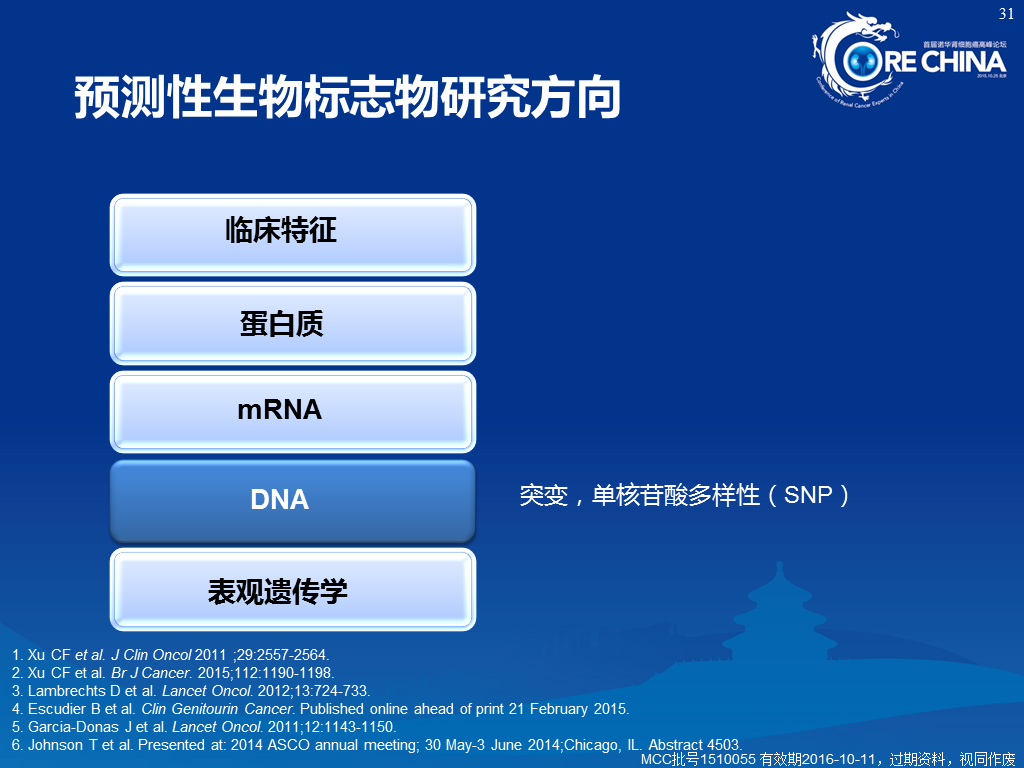 31
首届诺华肾细胞癌高峰论坛
CORE CHINA
2015.10.25 北京
Conference of Renal Cancer Experts in China
预测性生物标志物研究方向
临床特征
蛋白质
mRNA
DNA
突变，单核苷酸多样性（SNP）
表观遗传学
1. Xu CF et al. J Clin Oncol 2011 ;29:2557-2564.
2. Xu CF et al. Br J Cancer. 2015;112:1190-1198.
3. Lambrechts D et al. Lancet Oncol. 2012;13:724-733.
4. Escudier B et al. Clin Genitourin Cancer. Published online ahead of print 21 February 2015.
5. Garcia-Donas J et al. Lancet Oncol. 2011;12:1143-1150.
6. Johnson T et al. Presented at: 2014 ASCO annual meeting; 30 May-3 June 2014;Chicago, IL. Abstract 4503.
MCC批号1510055 有效期2016-10-11，过期资料，视同作废